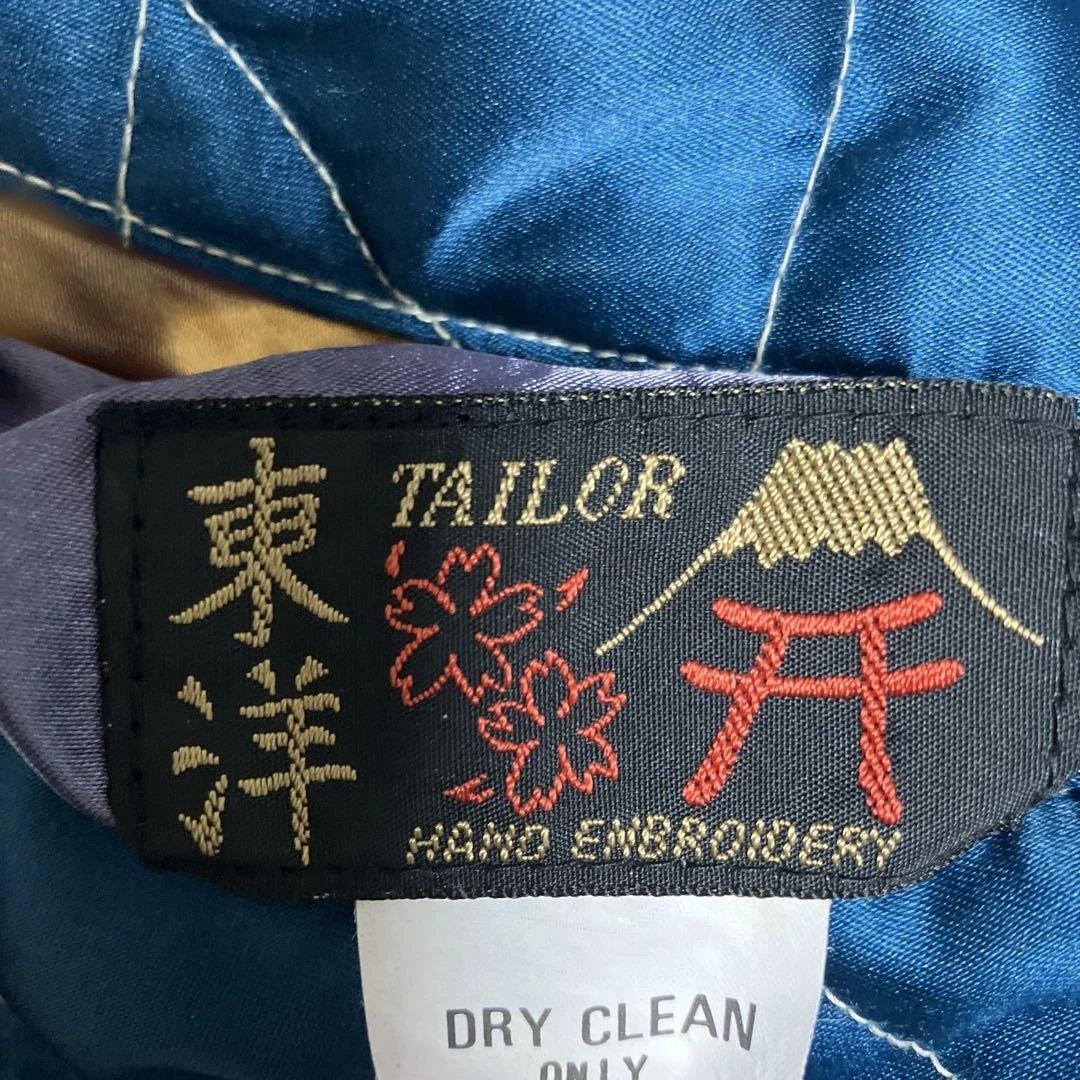 東洋
TAILOR
HAND EMBROIDERY
DRY CLEAN
ONLY